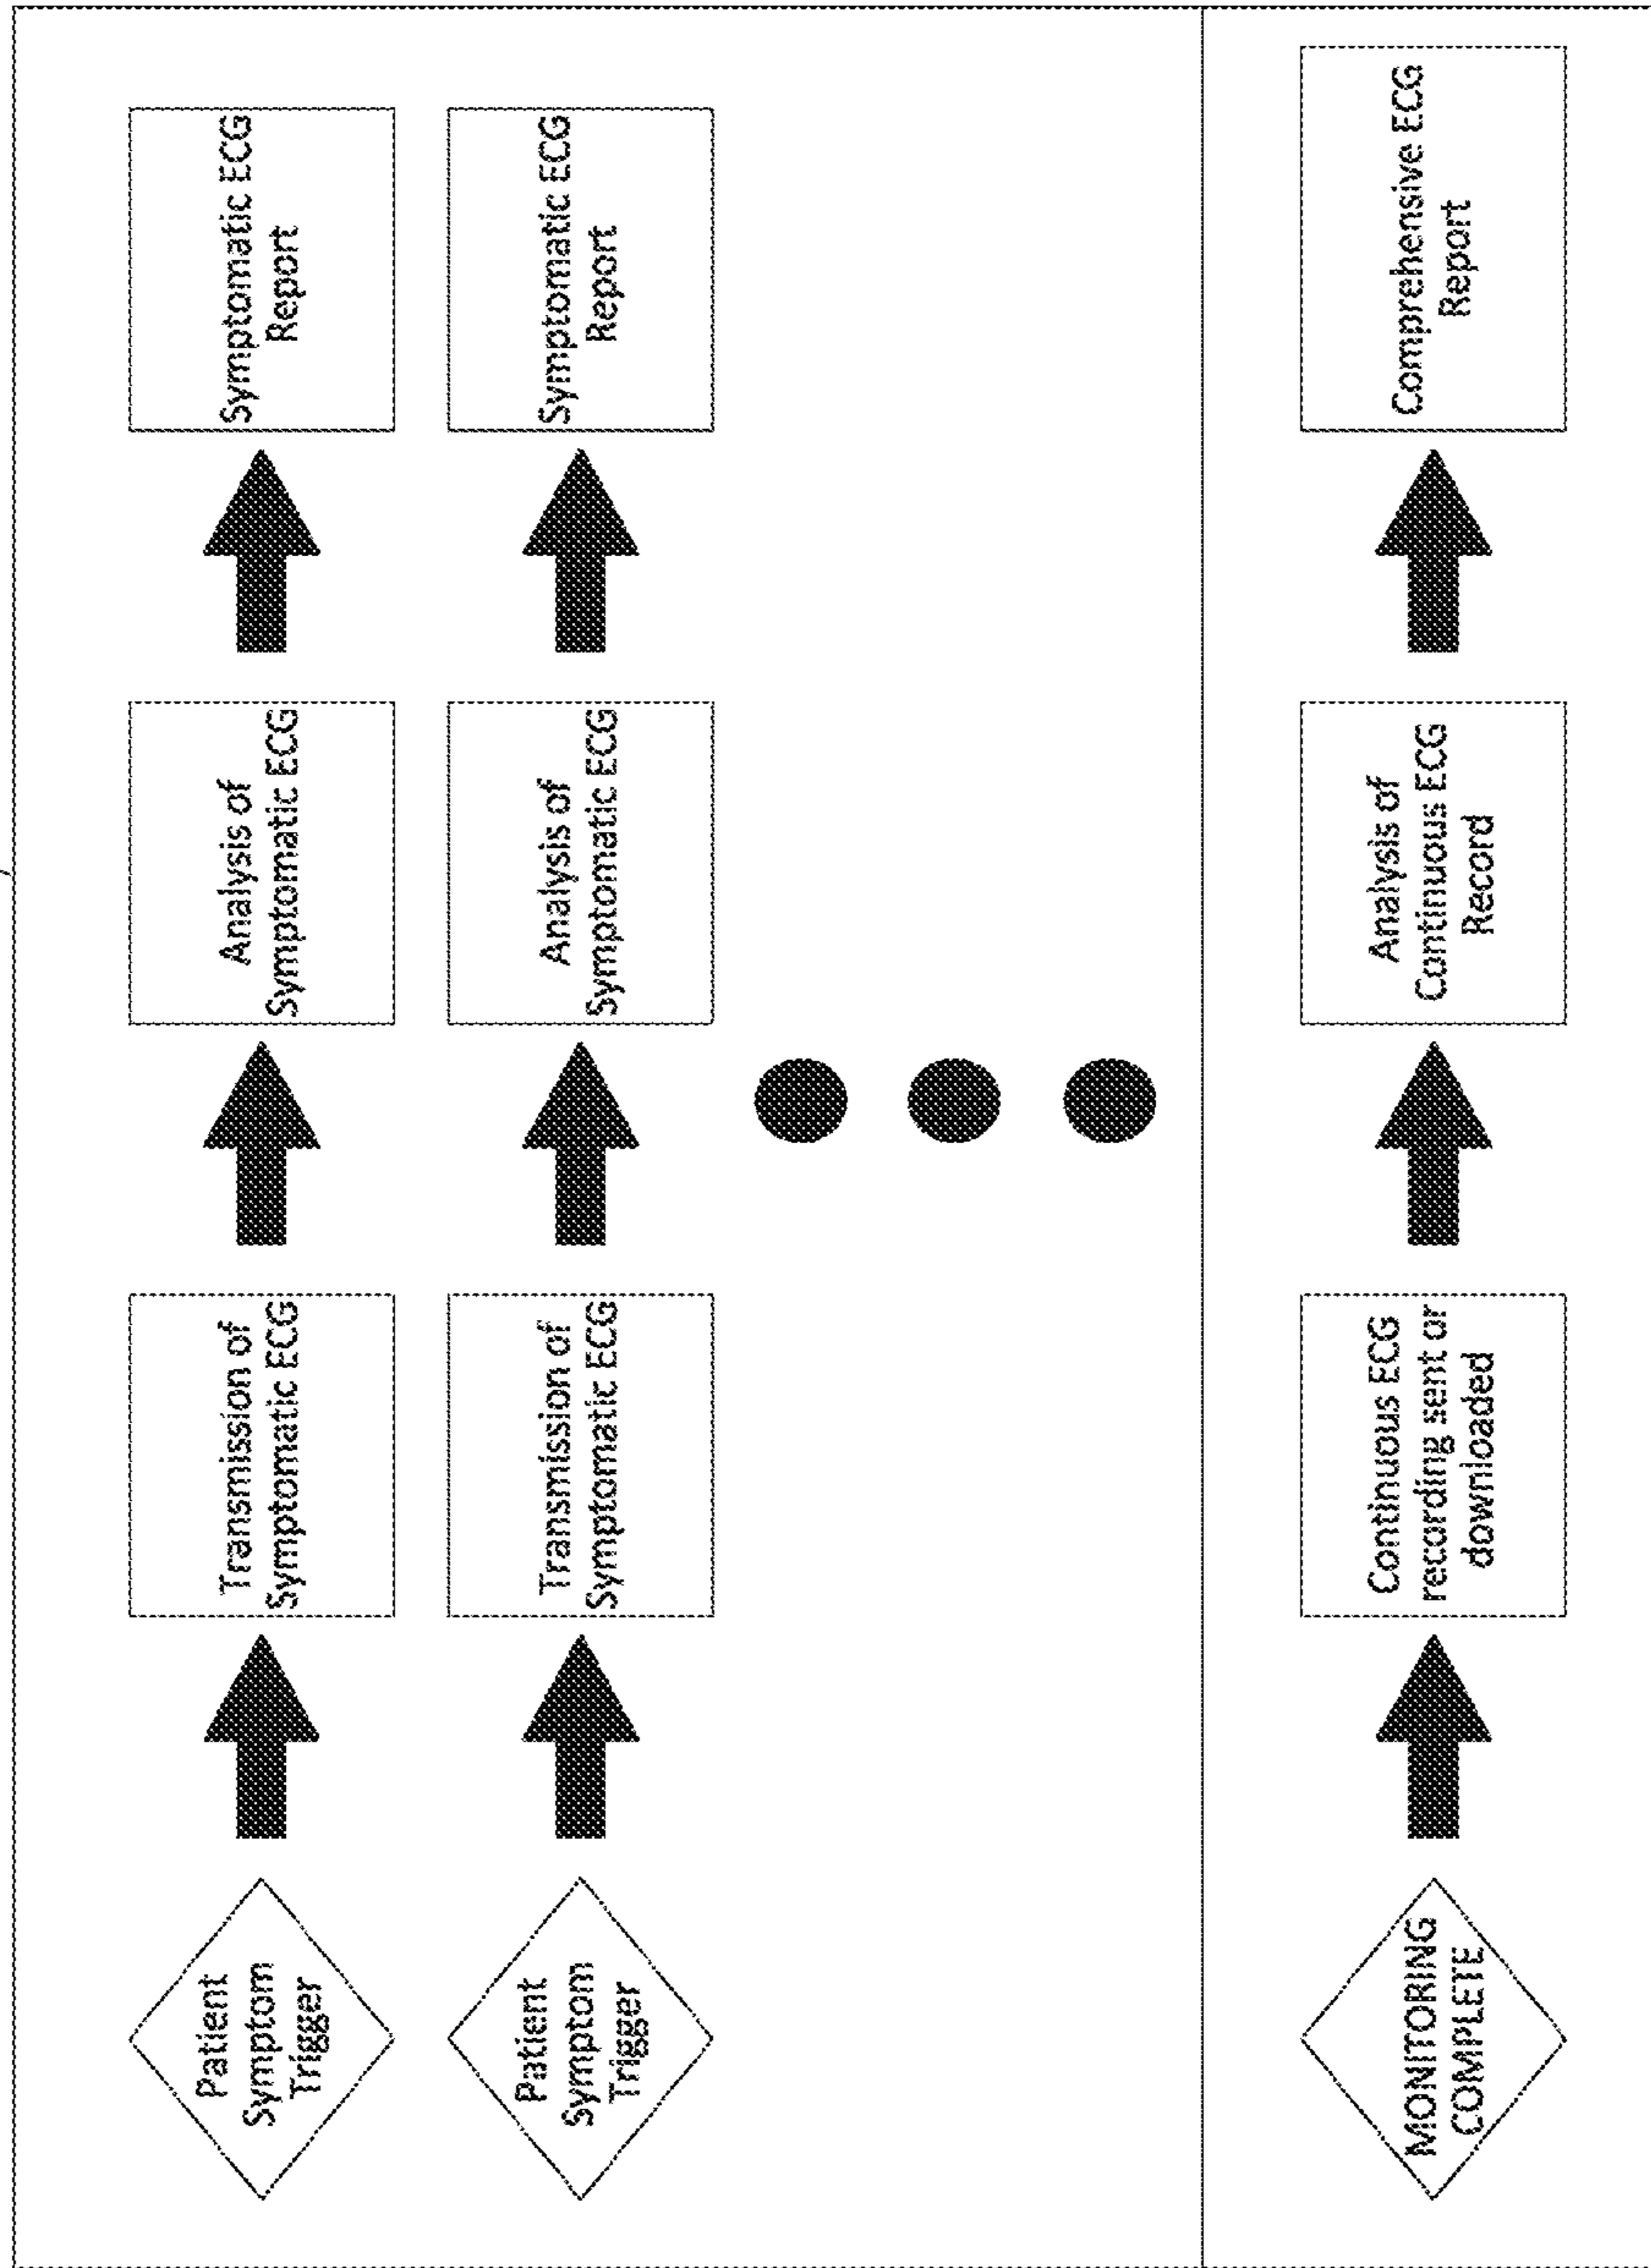 Patient
Symptom
Trigger
Transmission of
Symptomatic ECG
Analysis of
Symptomatic ECG
Symptomatic ECG
Report
Patient
Symptom
Trigger
Transmission of
Symptomatic ECG
Analysis of
Symptomatic ECG
Symptomatic ECG
Report
MONITORING
COMPLETE
Continuous ECG
recording sent or
downloaded
Analysis of
Continuous ECG
Record
Comprehensive ECG
Report